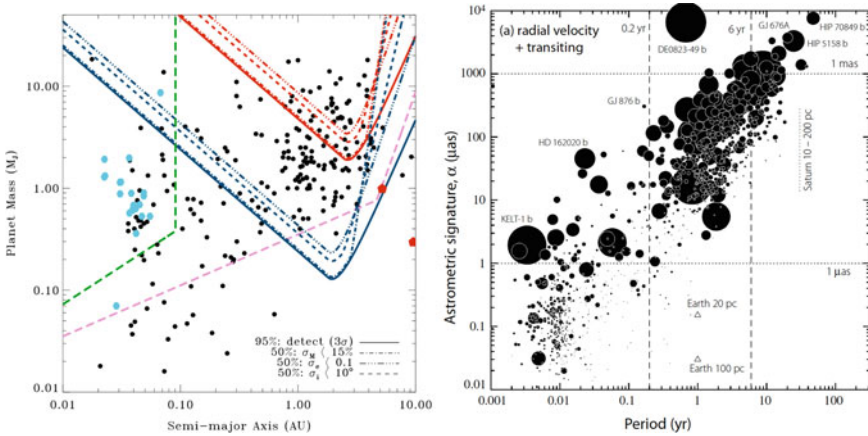 10.00
1.00
0.10
0.01
Planet Mass (MJ)
95%: detect (3σ)
50%: σM < 15%
50%: σe < 0.1
50%: σi < 10°
0.01
0.10
1.00
10.00
Semi-major Axis (AU)
(a) radial velocity
+ transiting
0.2 yr
6 yr
GJ 676A
HIP 70849 b
HIP 5158 b
DE0823-49 b
1 mas
GJ 876 b
HD 162020 b
Saturn 10 – 200 pc
KELT-1 b
1 μas
Earth 20 pc
Earth 100 pc
10⁴
1000
100
10
1
0.1
0.01
Astrometric signature, α (μas)
0.001
0.01
0.1
1
10
100
Period (yr)